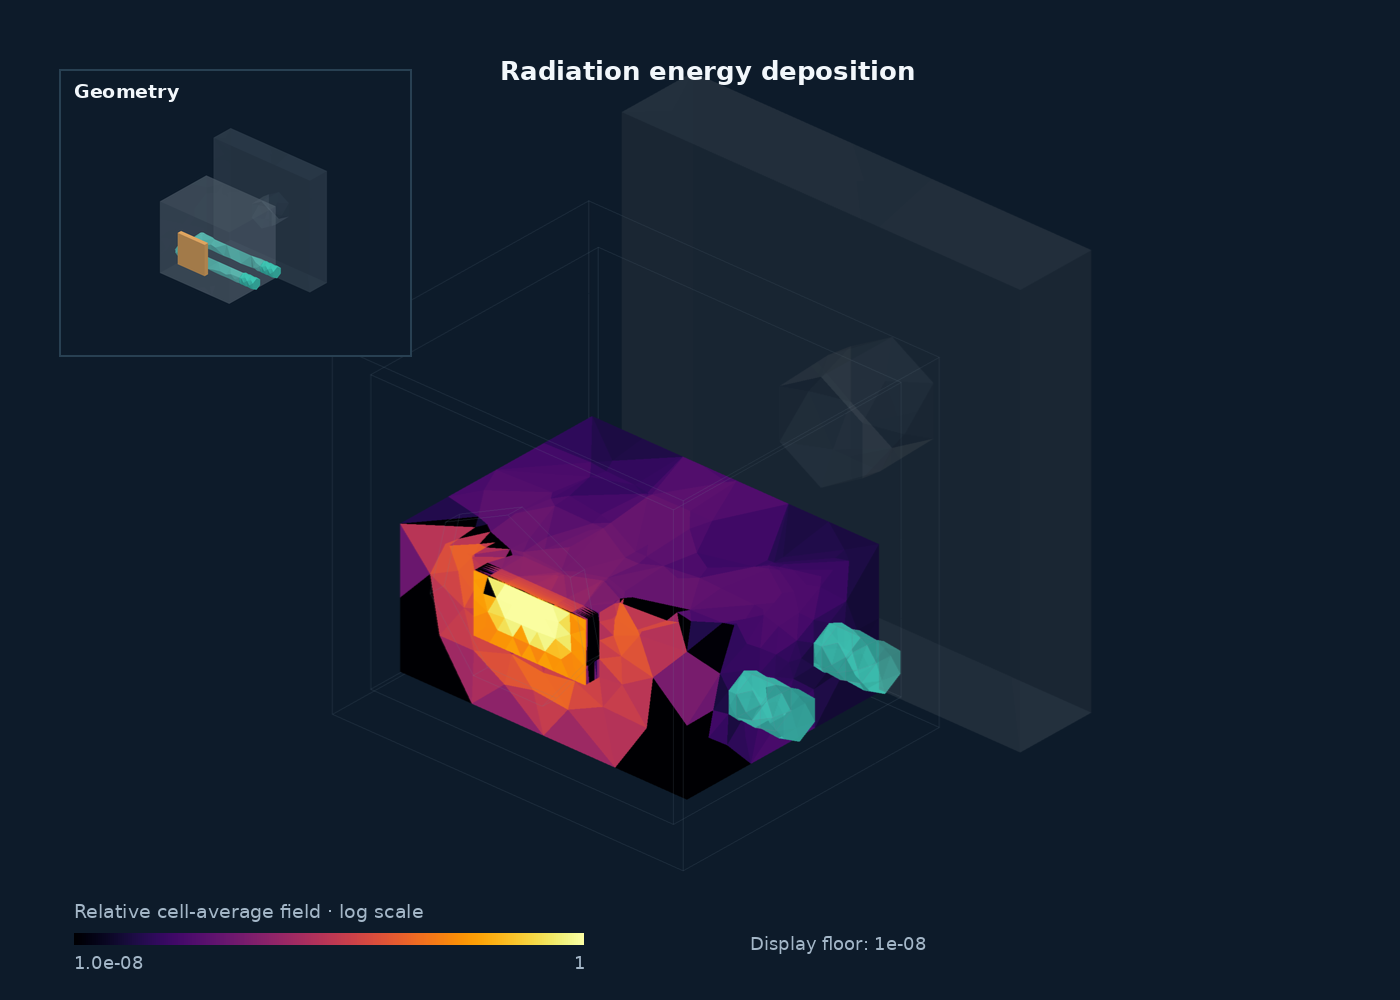 Radiation energy deposition
Geometry
Relative cell-average field · log scale
1.0e-08
1
Display floor: 1e-08